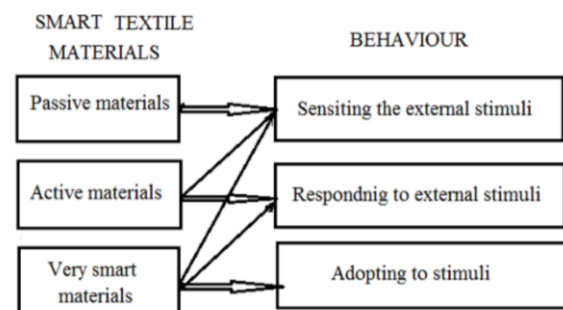 SMART TEXTILE
MATERIALS
BEHAVIOUR
Passive materials
Sensiting the external stimuli
Active materials
Respondnig to external stimuli
Very smart
materials
Adopting to stimuli